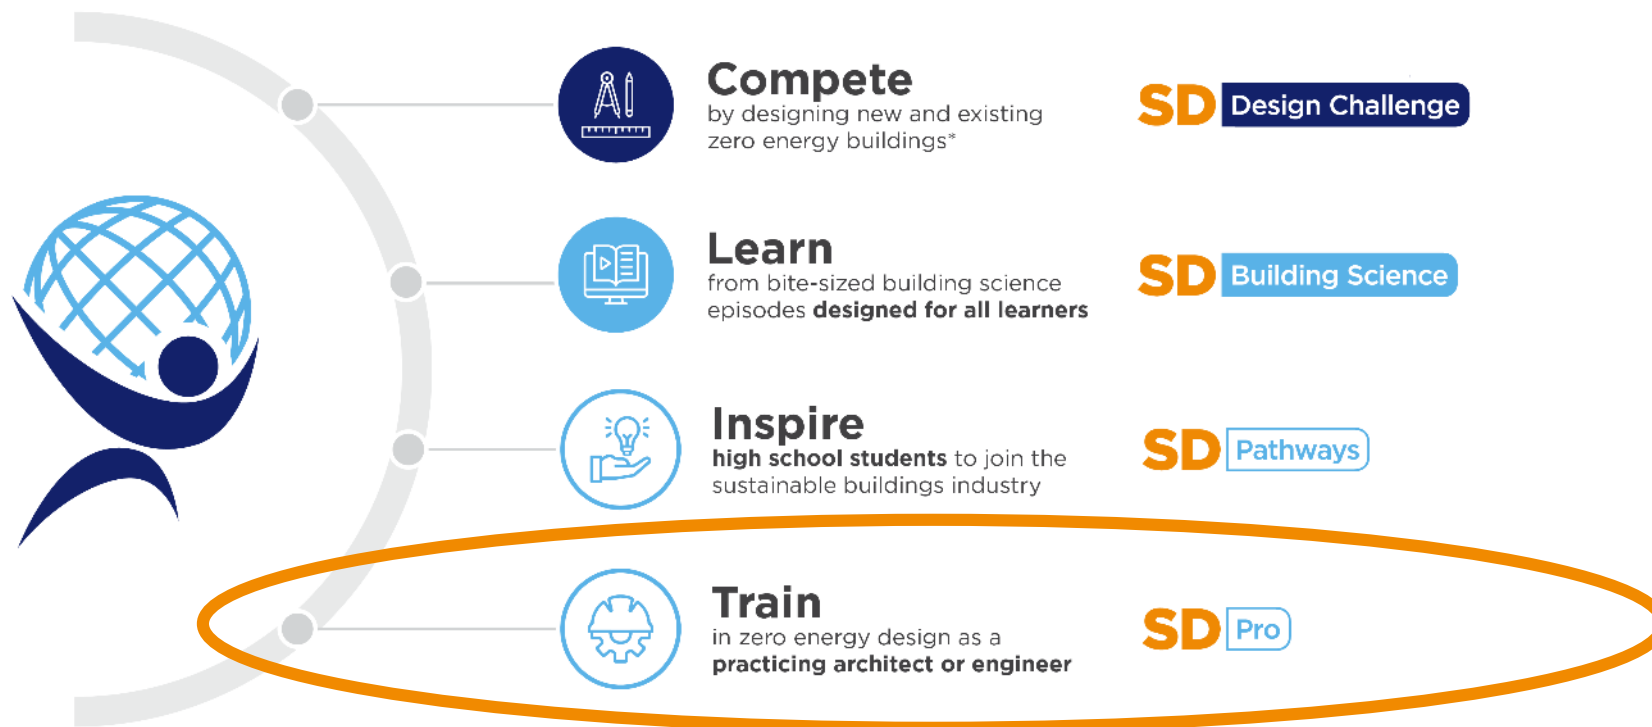 Compete
by designing new and existing
zero energy buildings*
SD Design Challenge
Learn
from bite-sized building science
episodes designed for all learners
SD Building Science
Inspire
high school students to join the
sustainable buildings industry
SD Pathways
Train
in zero energy design as a
practicing architect or engineer
SD Pro